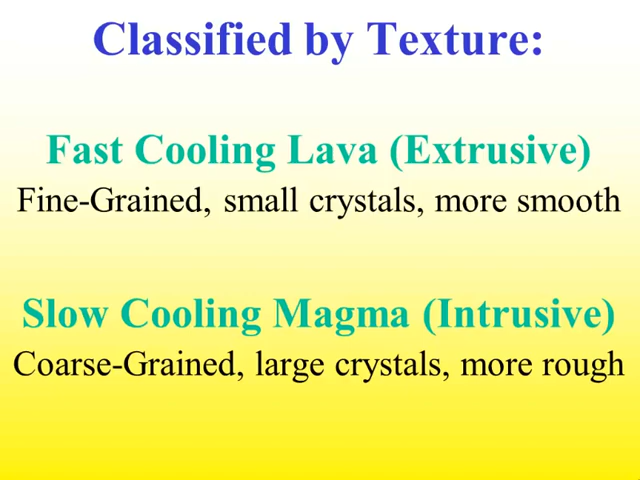 Classified by Texture:
Fast Cooling Lava (Extrusive)
Fine-Grained, small crystals, more smooth
Slow Cooling Magma (Intrusive)
Coarse-Grained, large crystals, more rough